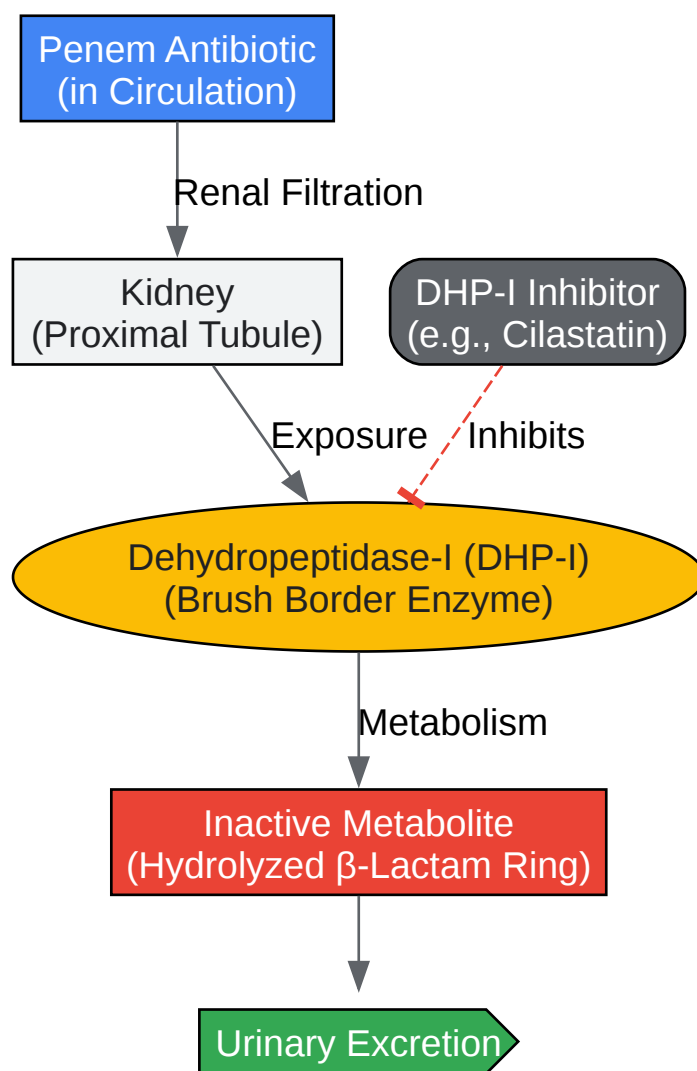 Penem Antibiotic
(in Circulation)
Renal Filtration
Kidney
(Proximal Tubule)
DHP-I Inhibitor
(e.g., Cilastatin)
Exposure
Inhibits
Dehydropeptidase-I (DHP-I)
(Brush Border Enzyme)
Metabolism
Inactive Metabolite
(Hydrolyzed β-Lactam Ring)
Urinary Excretion